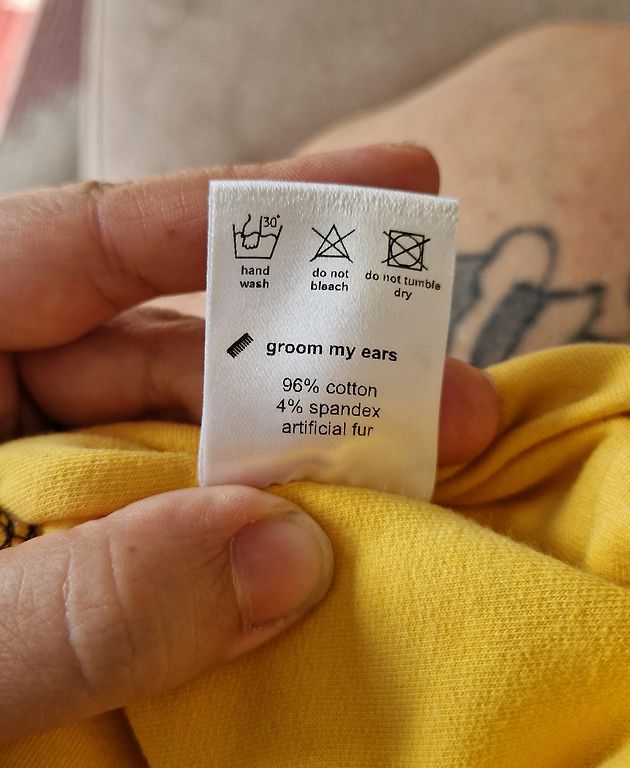 30°
hand
wash
do not
bleach
do not tumble
dry
groom my ears
96% cotton
4% spandex
artificial fur